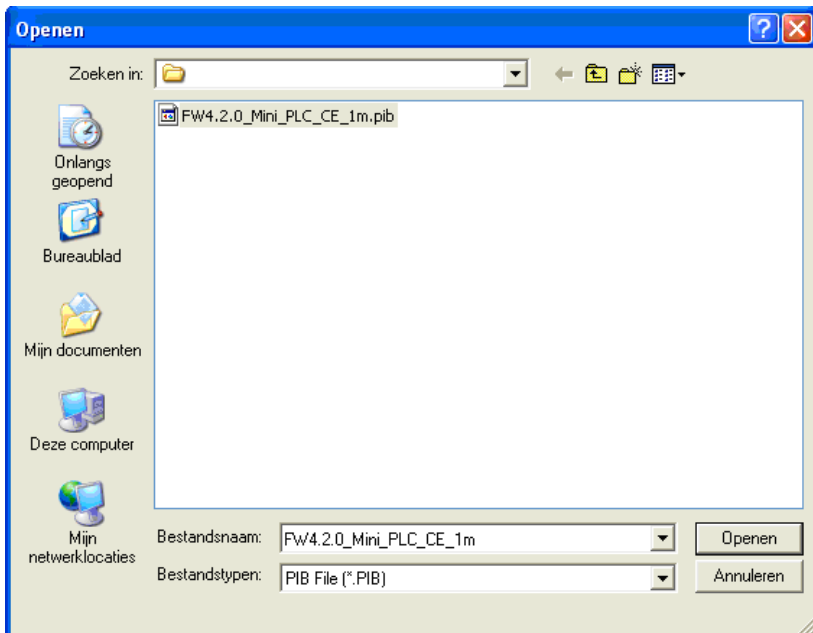 Openen
Zoeken in:
FW4.2.0_Mini_PLC_CE_1m.pib
Onlangs
geopend
Bureaublad
Mijn documenten
Deze computer
Mijn
netwerklocaties
Bestandsnaam: FW4.2.0_Mini_PLC_CE_1m Openen
Bestandstypen: PIB File (*.PIB) Annuleren